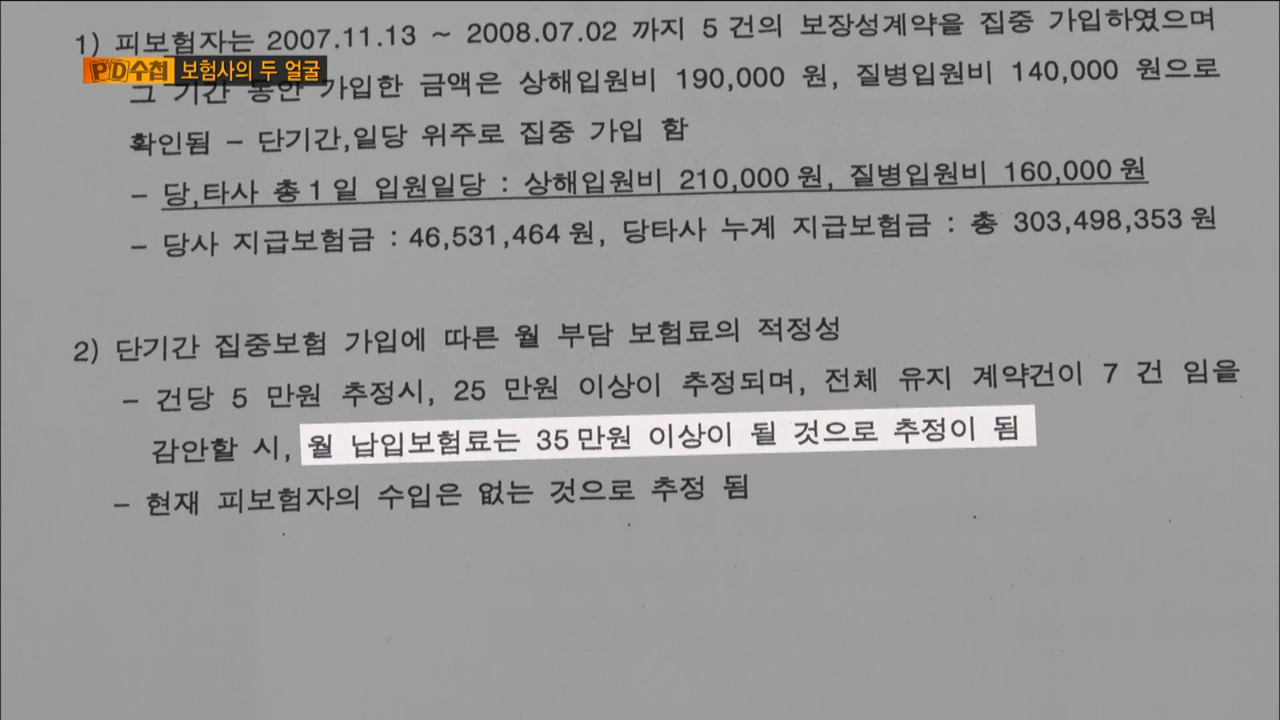 1) 피보험자는 2007.11.13 ~ 2008.07.02 까지 5 건의 보장성계약을 집중 가입하였으며
PD수첩 보험사의 두 얼굴
그 기간 동안 가입한 금액은 상해입원비 190,000 원, 질병입원비 140,000 원으로
확인됨 – 단기간,일당 위주로 집중 가입 함
– 당,타사 총 1 일 입원일당 : 상해입원비 210,000 원, 질병입원비 160,000 원
– 당사 지급보험금 : 46,531,464 원, 당타사 누계 지급보험금 : 총 303,498,353 원
2) 단기간 집중보험 가입에 따른 월 부담 보험료의 적정성
– 건당 5 만원 추정시, 25 만원 이상이 추정되며, 전체 유지 계약건이 7 건 임을
감안할 시, 월 납입보험료는 35 만원 이상이 될 것으로 추정이 됨
– 현재 피보험자의 수입은 없는 것으로 추정 됨